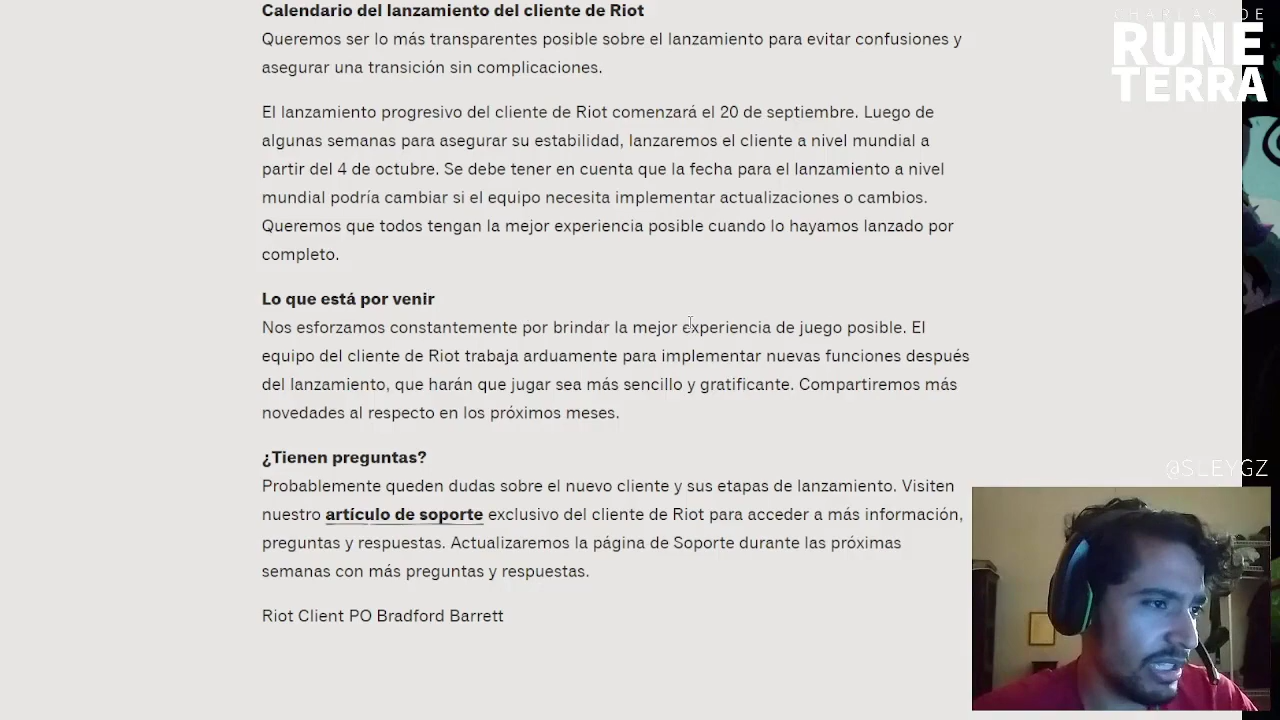 Calendario del lanzamiento del cliente de Riot
Queremos ser lo más transparentes posible sobre el lanzamiento para evitar confusiones y
asegurar una transición sin complicaciones.
El lanzamiento progresivo del cliente de Riot comenzará el 20 de septiembre. Luego de
algunas semanas para asegurar su estabilidad, lanzaremos el cliente a nivel mundial a
partir del 4 de octubre. Se debe tener en cuenta que la fecha para el lanzamiento a nivel
mundial podría cambiar si el equipo necesita implementar actualizaciones o cambios.
Queremos que todos tengan la mejor experiencia posible cuando lo hayamos lanzado por
completo.
Lo que está por venir
Nos esforzamos constantemente por brindar la mejor experiencia de juego posible. El
equipo del cliente de Riot trabaja arduamente para implementar nuevas funciones después
del lanzamiento, que harán que jugar sea más sencillo y gratificante. Compartiremos más
novedades al respecto en los próximos meses.
¿Tienen preguntas?
Probablemente queden dudas sobre el nuevo cliente y sus etapas de lanzamiento. Visiten
nuestro artículo de soporte exclusivo del cliente de Riot para acceder a más información,
preguntas y respuestas. Actualizaremos la página de Soporte durante las próximas
semanas con más preguntas y respuestas.
Riot Client PO Bradford Barrett
CHARLAS DE
RUNE
TERRA
@SLEYGZ